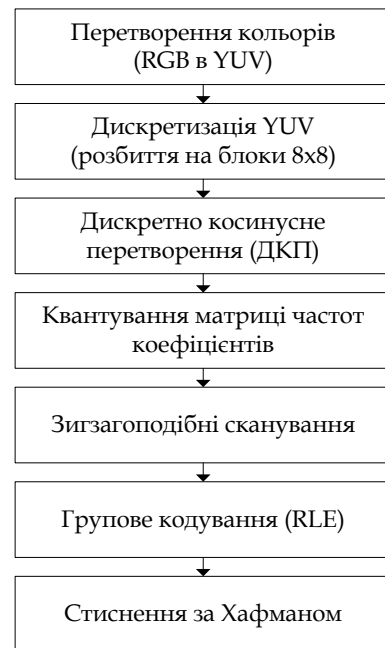 Перетворення кольорів
(RGB в YUV)
Дискретизація YUV
(розбиття на блоки 8x8)
Дискретно косинусне
перетворення (ДКП)
Квантування матриці частот
коефіцієнтів
Зигзагоподібні сканування
Групове кодування (RLE)
Стиснення за Хафманом